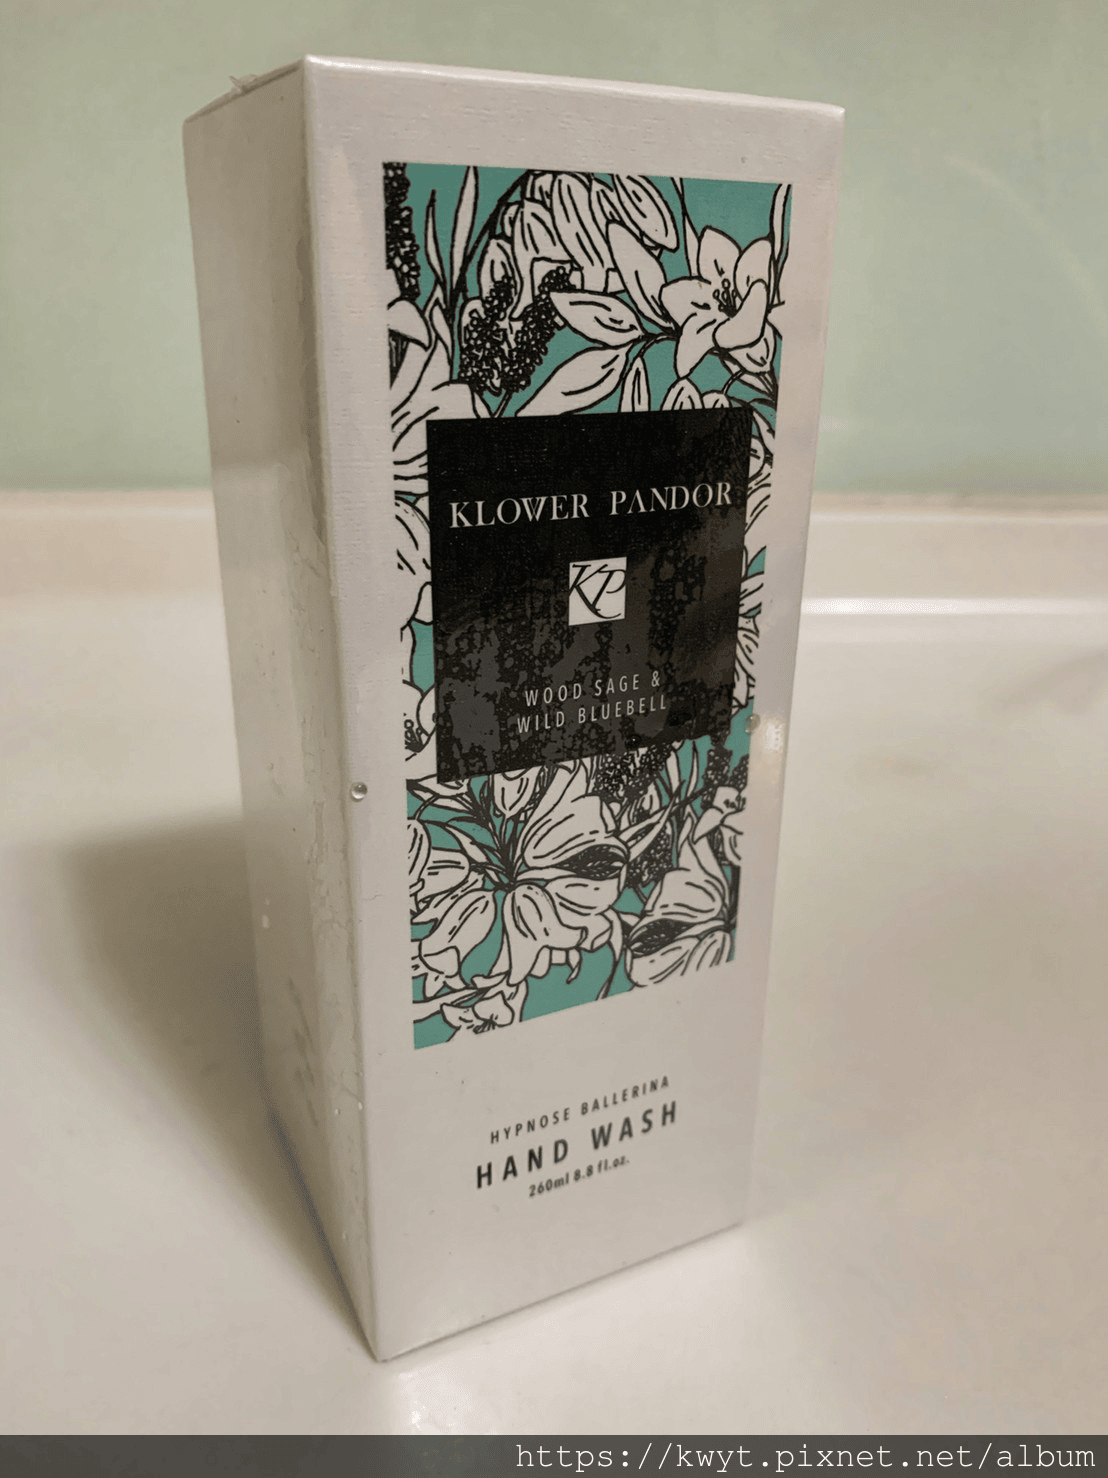 KLOWER PANDOR
KP
WOOD SAGE &
WILD BLUEBELL
HYPNOSE BALLERINA
HAND WASH
260ml 8.8 fl.oz.
https://kwyt.pixnet.net/album